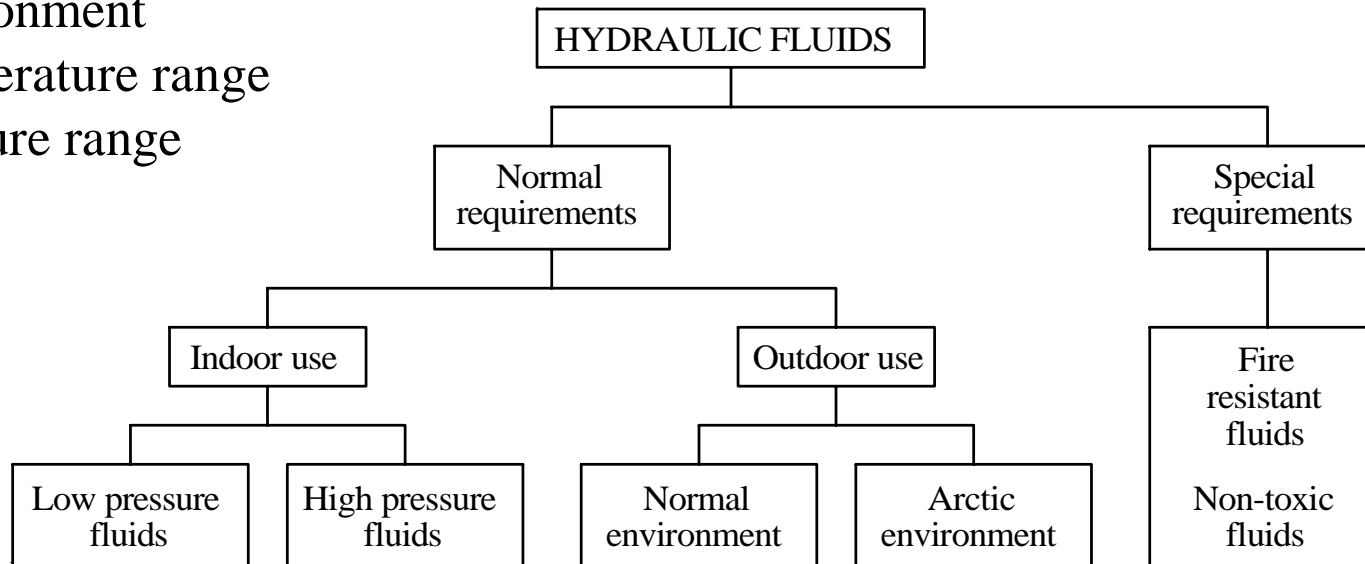 onment
erature range
ure range
HYDRAULIC FLUIDS
Normal
requirements
Special
requirements
Indoor use
Outdoor use
Low pressure
fluids
High pressure
fluids
Normal
environment
Arctic
environment
Fire
resistant
fluids
Non-toxic
fluids